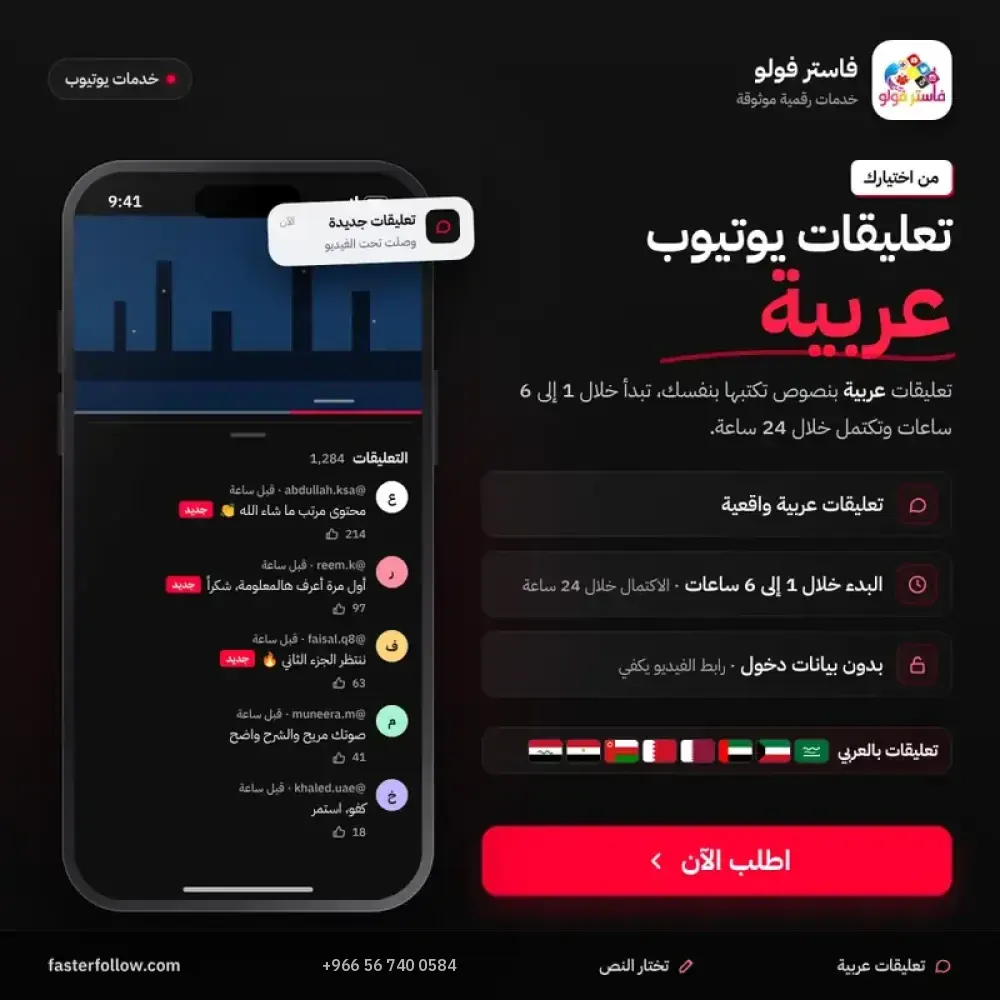 فاستر فولو
خدمات رقمية موثوقة
فاستر فولو
خدمات يوتيوب
من اختيارك
تعليقات يوتيوب
عربية
تعليقات عربية بنصوص تكتبها بنفسك، تبدأ خلال 1 إلى 6
ساعات وتكتمل خلال 24 ساعة.
تعليقات عربية واقعية
البدء خلال 1 إلى 6 ساعات · الاكتمال خلال 24 ساعة
بدون بيانات دخول · رابط الفيديو يكفي
تعليقات بالعربي
اطلب الآن
9:41
تعليقات جديدة الآن
وصلت تحت الفيديو
التعليقات 1,284
ع
@abdullah.ksa · قبل ساعة
محتوى مرتب ما شاء الله 👏 جديد
214
ر
@reem.k · قبل ساعة
أول مرة أعرف هالمعلومة، شكراً جديد
97
ف
@faisal.q8 · قبل ساعة
ننتظر الجزء الثاني 🔥 جديد
63
م
@muneera.m · قبل ساعة
صوتك مريح والشرح واضح
41
خ
@khaled.uae · قبل ساعة
كفو، استمر
18
تعليقات عربية
تختار النص
+966 56 740 0584
fasterfollow.com